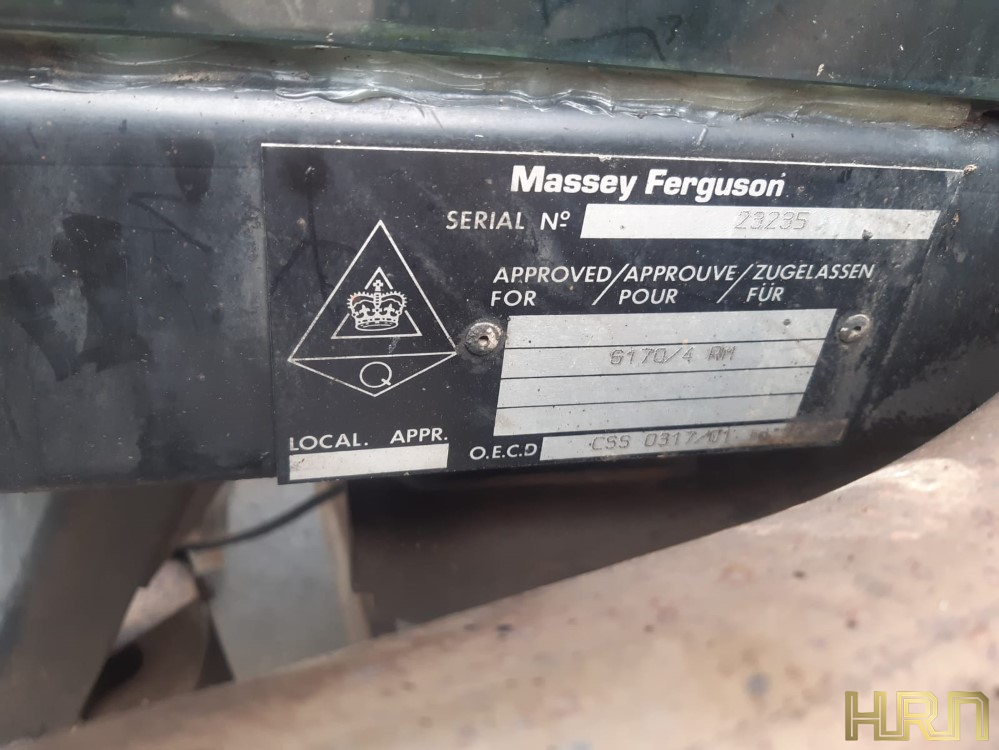 Massey Ferguson
SERIAL Nº 23235
APPROVED/APPROUVE/ZUGELASSEN
FOR / POUR / FÜR
6170/4 RM
Q
LOCAL. APPR.
O.E.C.D CSS 0317/01
HRN